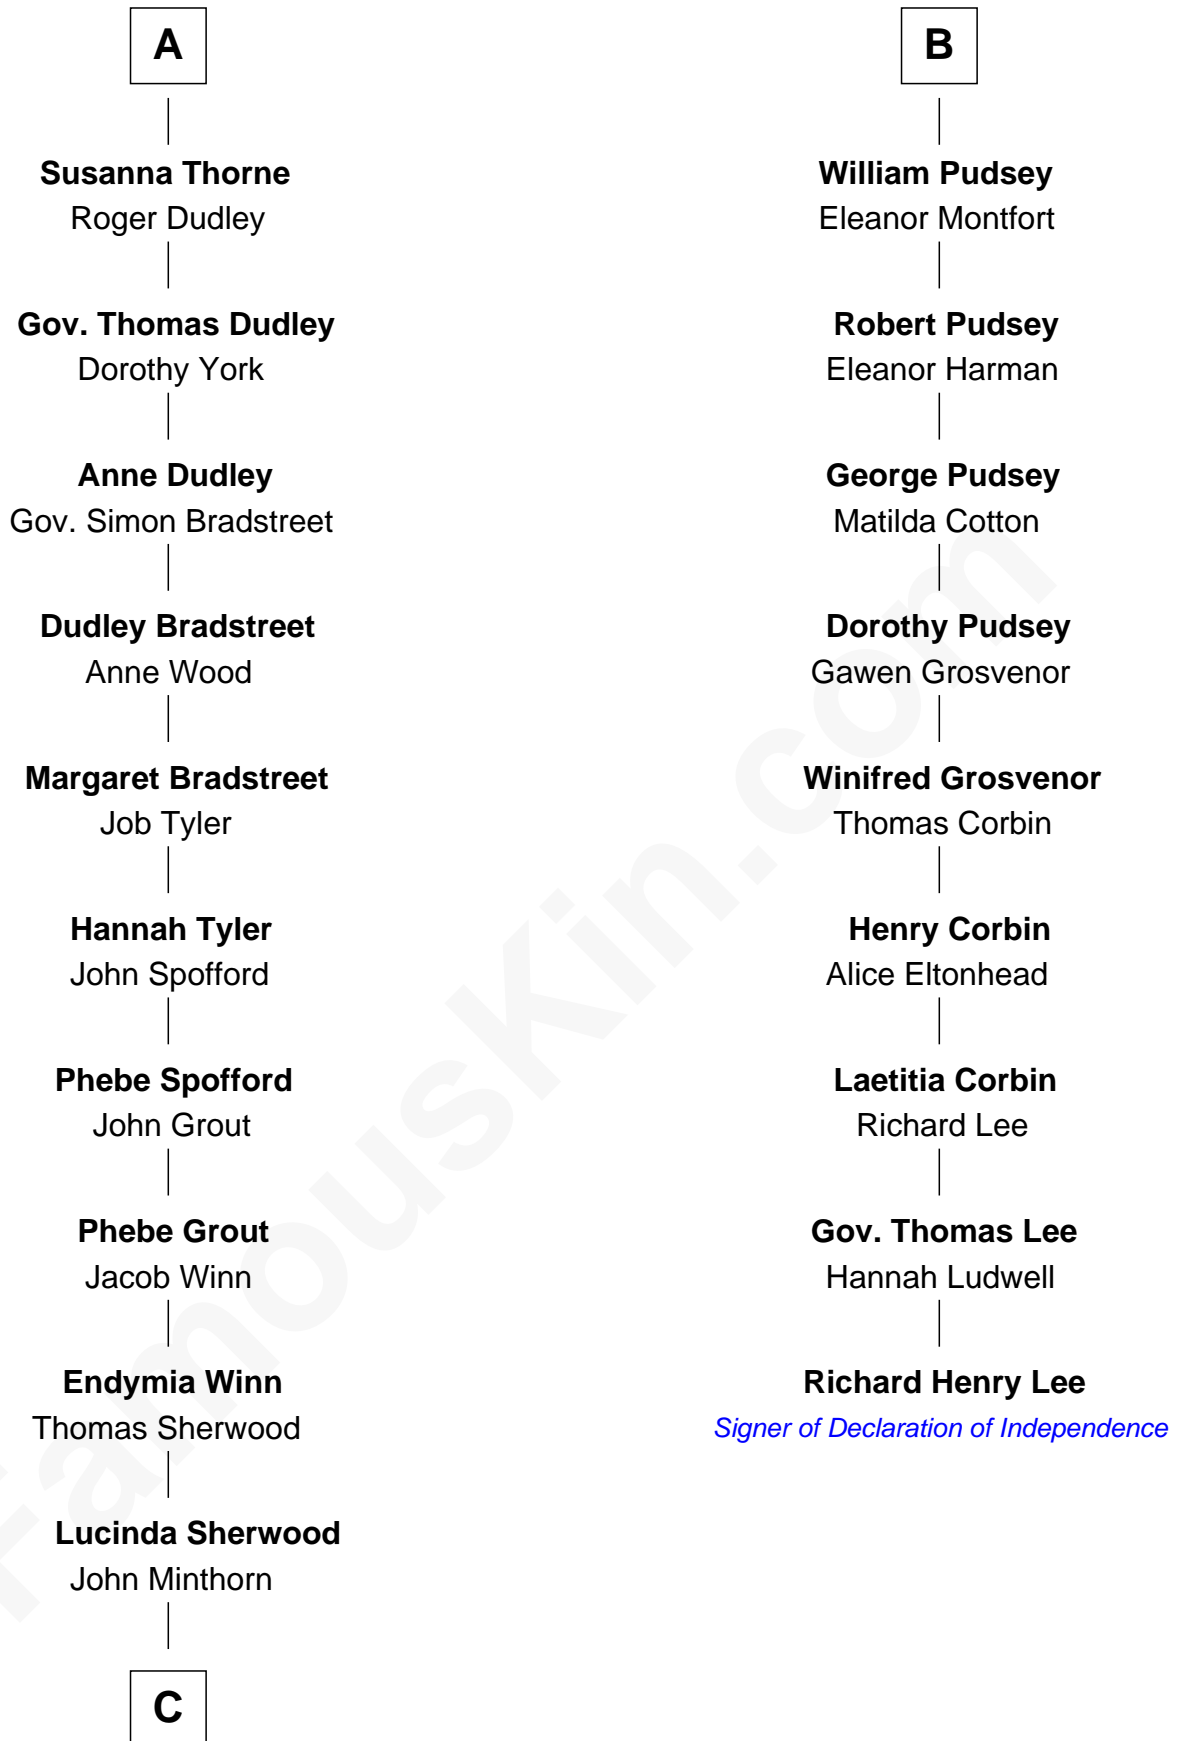 A
Susanna Thorne
Roger Dudley
Gov. Thomas Dudley
Dorothy York
Anne Dudley
Gov. Simon Bradstreet
Dudley Bradstreet
Anne Wood
Margaret Bradstreet
Job Tyler
Hannah Tyler
John Spofford
Phebe Spofford
John Grout
Phebe Grout
Jacob Winn
Endymia Winn
Thomas Sherwood
Lucinda Sherwood
John Minthorn
C
B
William Pudsey
Eleanor Montfort
Robert Pudsey
Eleanor Harman
George Pudsey
Matilda Cotton
Dorothy Pudsey
Gawen Grosvenor
Winifred Grosvenor
Thomas Corbin
Henry Corbin
Alice Eltonhead
Laetitia Corbin
Richard Lee
Gov. Thomas Lee
Hannah Ludwell
Richard Henry Lee
Signer of Declaration of Independence
FamousKin.com